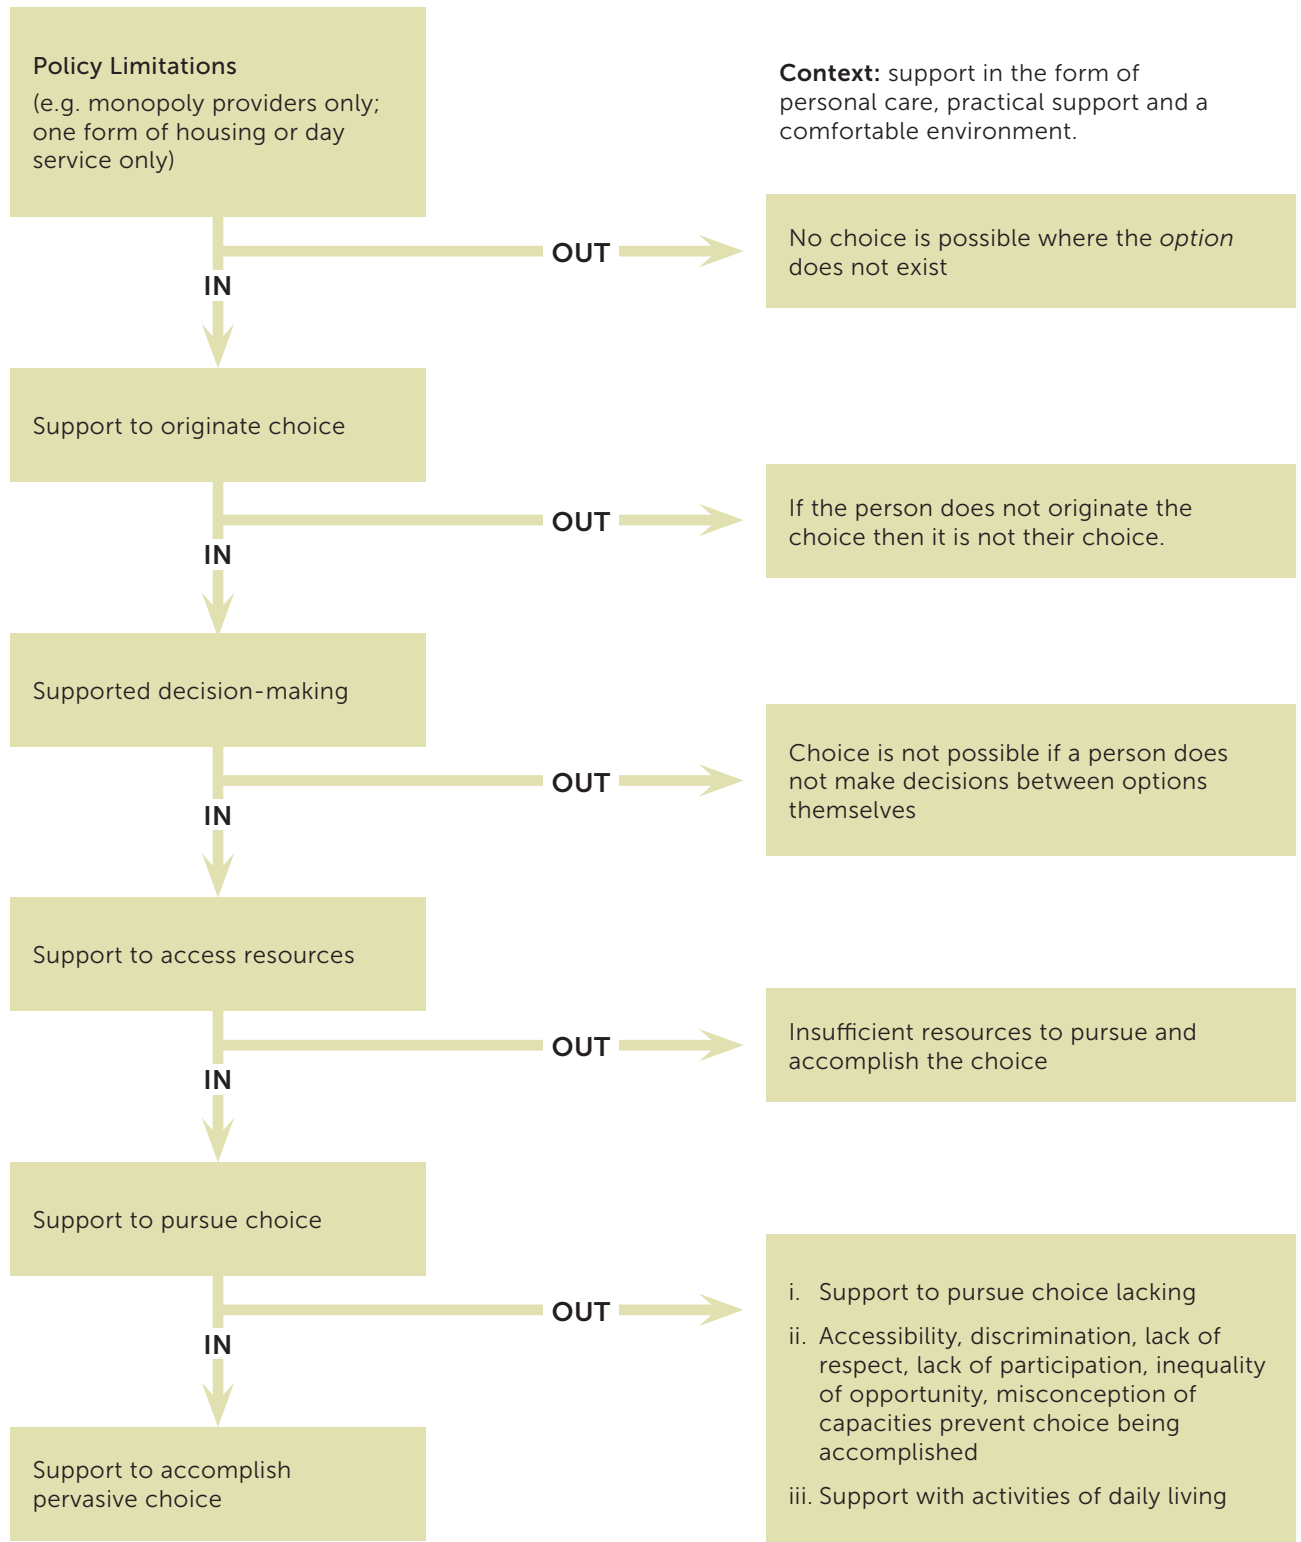 Policy Limitations
(e.g. monopoly providers only;
one form of housing or day
service only)
Context: support in the form of
personal care, practical support and a
comfortable environment.
OUT
No choice is possible where the option
does not exist
IN
Support to originate choice
OUT
If the person does not originate the
choice then it is not their choice.
IN
Supported decision-making
OUT
Choice is not possible if a person does
not make decisions between options
themselves
IN
Support to access resources
OUT
Insufficient resources to pursue and
accomplish the choice
IN
Support to pursue choice
OUT
i. Support to pursue choice lacking
ii. Accessibility, discrimination, lack of
respect, lack of participation, inequality
of opportunity, misconception of
capacities prevent choice being
accomplished
iii. Support with activities of daily living
IN
Support to accomplish
pervasive choice